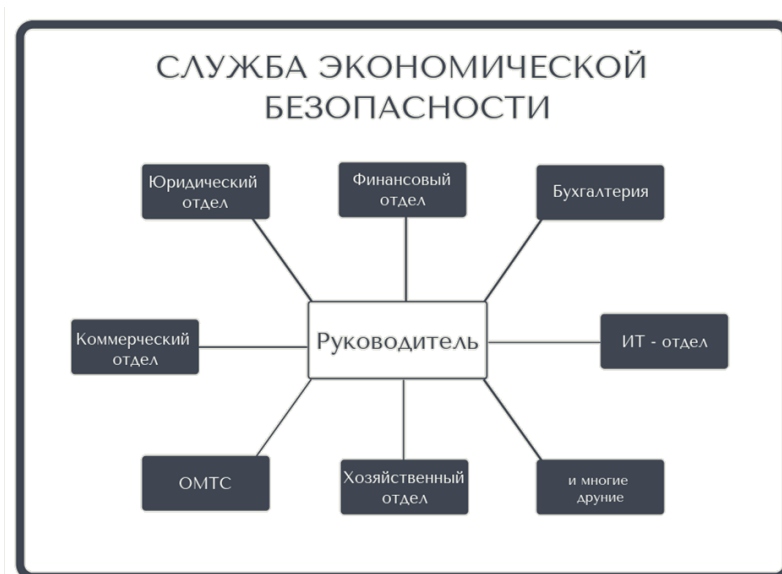 СЛУЖБА ЭКОНОМИЧЕСКОЙ
БЕЗОПАСНОСТИ
Юридический
отдел
Финансовый
отдел
Бухгалтерия
Коммерческий
отдел
Руководитель
ИТ - отдел
ОМТС
Хозяйственный
отдел
и многие
друние